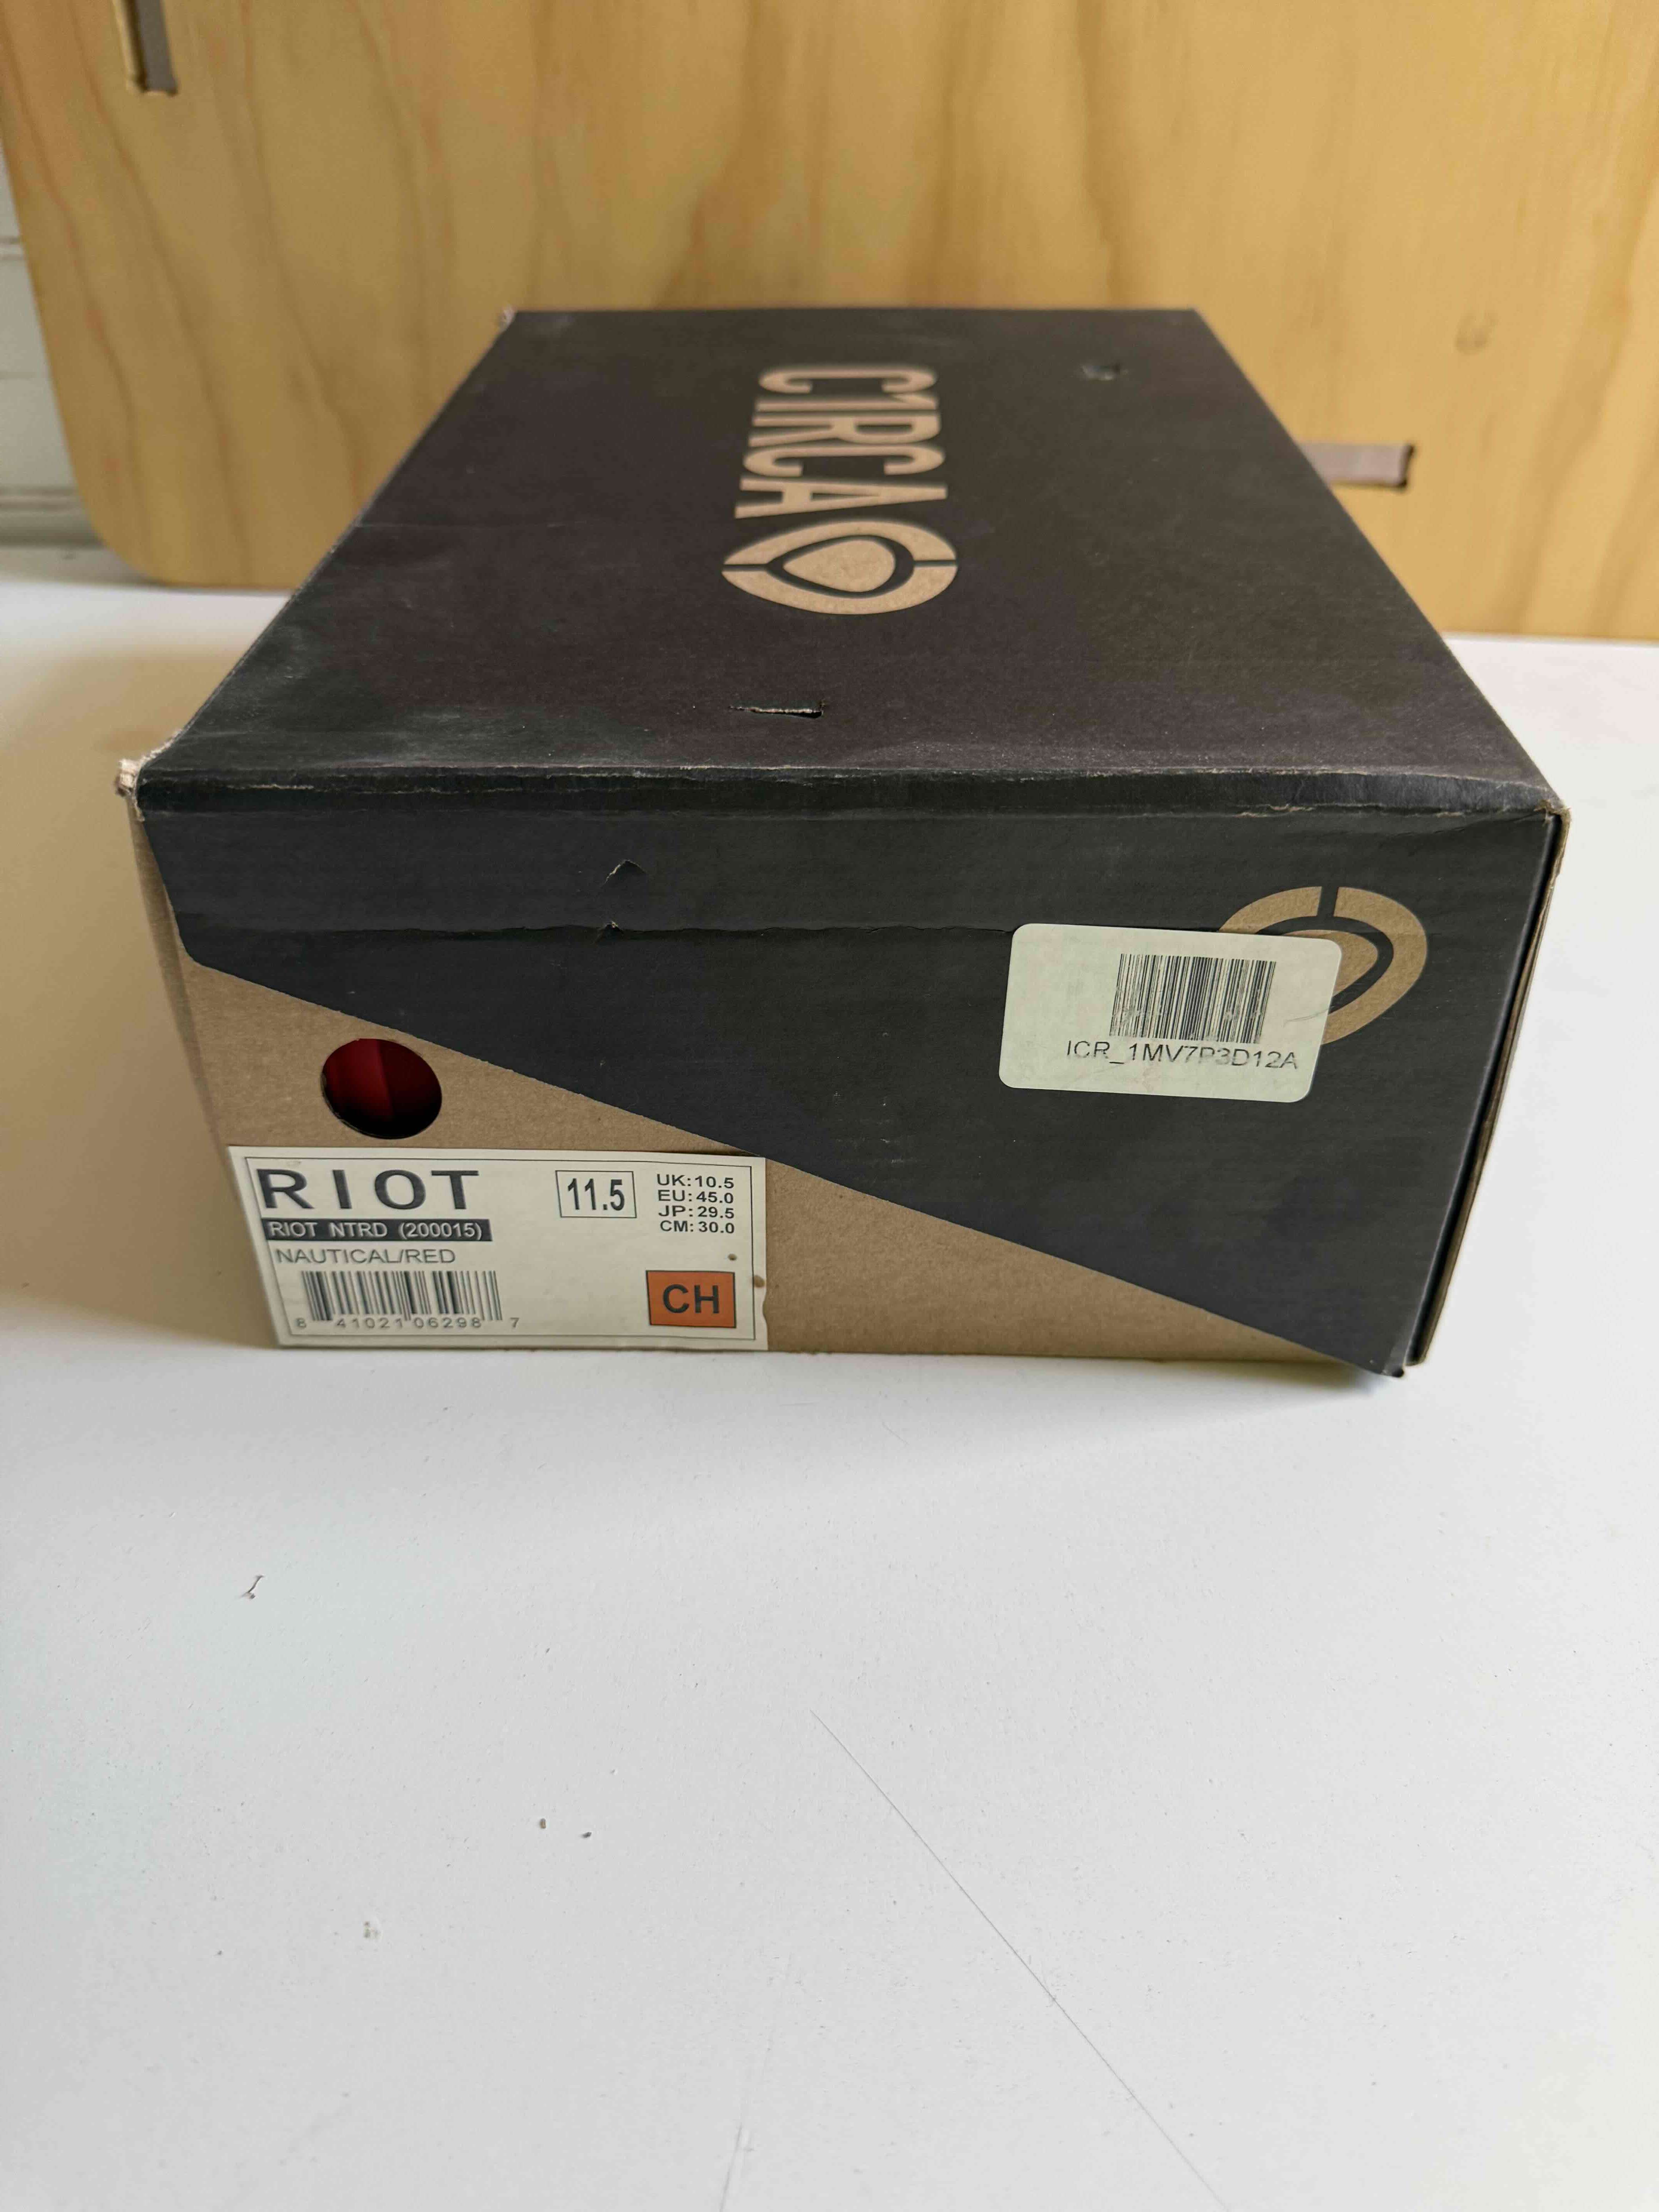 C1RCA
ICR_1MV7P3D12A
RIOT
11.5
UK:10.5
EU:45.0
JP:29.5
CM:30.0
RIOT NTRD (200015)
NAUTICAL/RED
CH
8 41021 06298 7